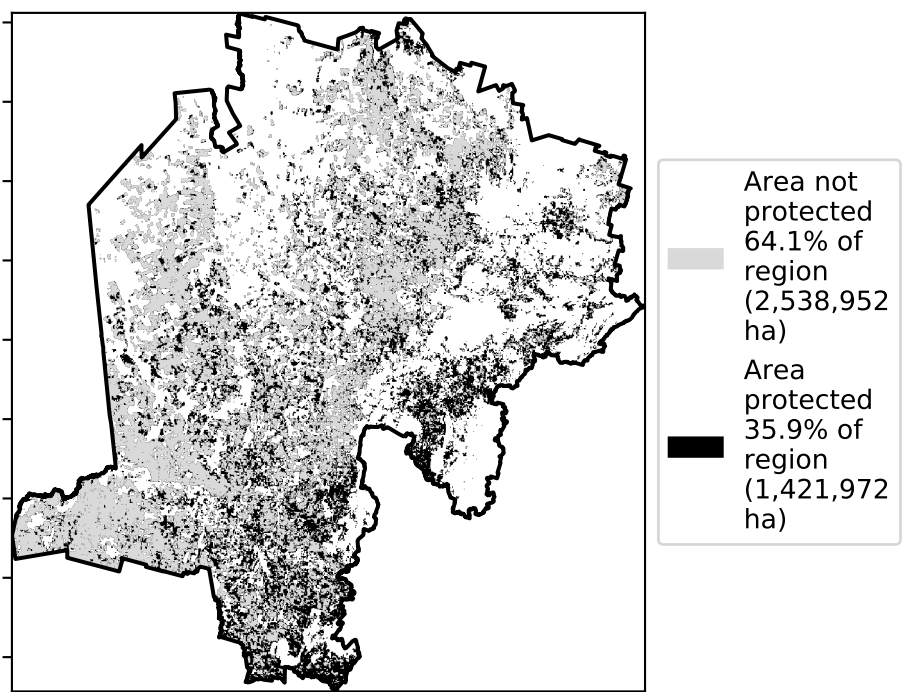 Area not
protected
64.1% of
region
(2,538,952
ha)
Area
protected
35.9% of
region
(1,421,972
ha)